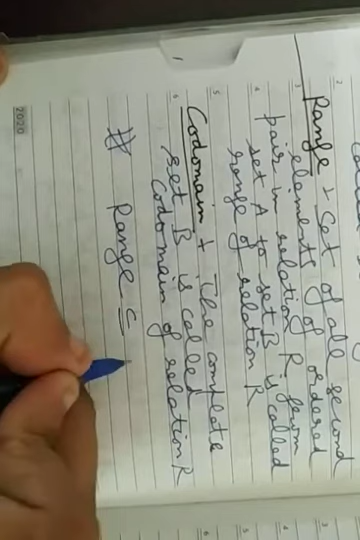 Range → Set of all second
elements of ordered
pair in relation R from
set A to set B is called
range of relation R
Codomain → The complete
set B is called
Codomain of relation R
# Range ⊆
2020